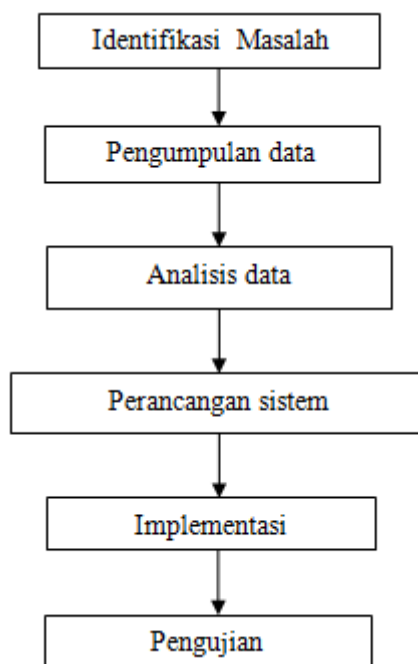 Identifikasi Masalah
Pengumpulan data
Analisis data
Perancangan sistem
Implementasi
Pengujian